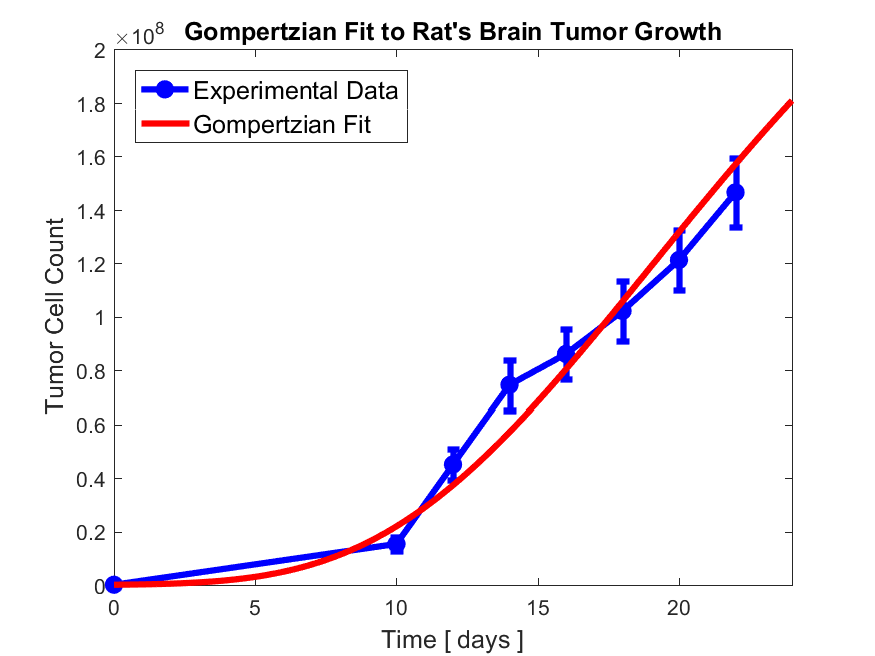 ×10⁸
Gompertzian Fit to Rat's Brain Tumor Growth
2
1.8
1.6
1.4
1.2
1
0.8
0.6
0.4
0.2
0
Experimental Data
Gompertzian Fit
Tumor Cell Count
0 5 10 15 20
Time [ days ]